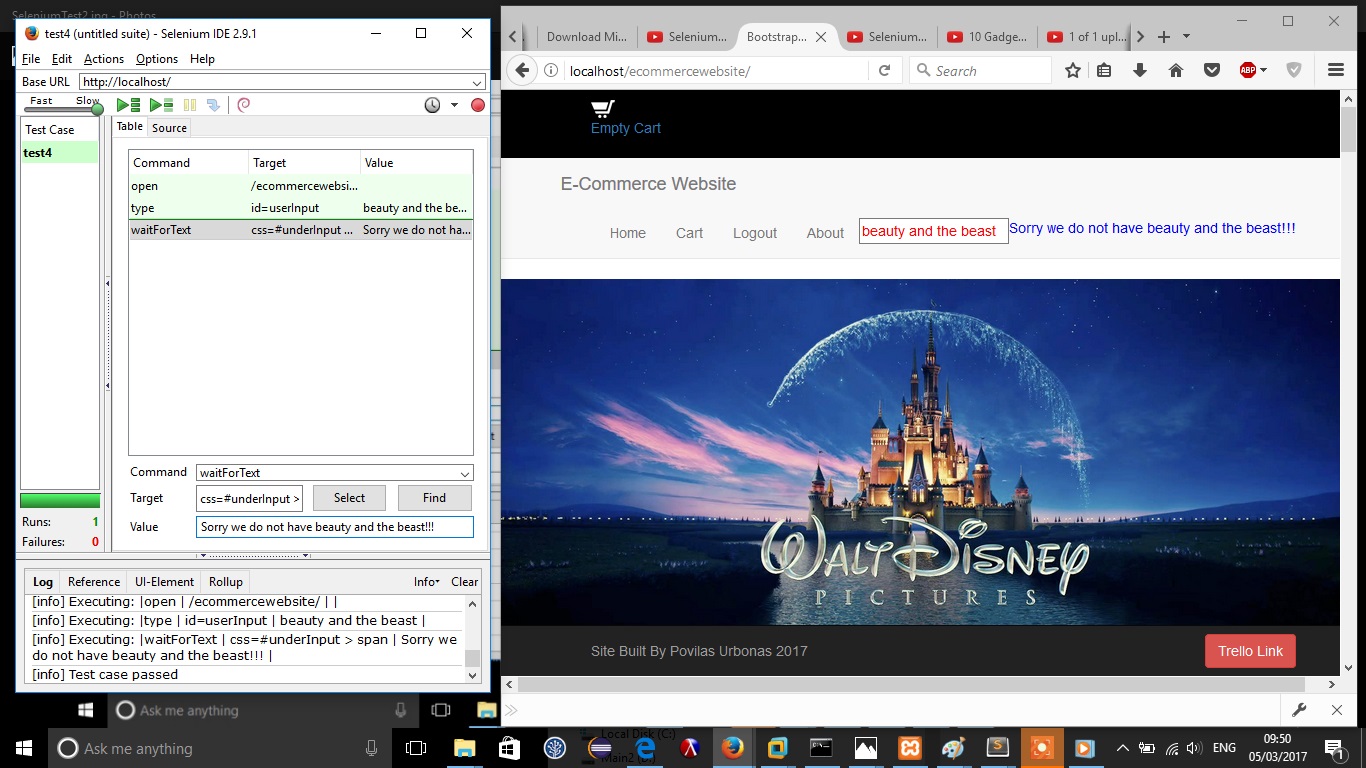 SeleniumTest2.jpg - Photos
test4 (untitled suite) - Selenium IDE 2.9.1
File Edit Actions Options Help
Base URL http://localhost/
Fast Slow
Test Case
test4
Table Source
Command Target Value
open /ecommercewebsi...
type id=userInput beauty and the be...
waitForText css=#underInput ... Sorry we do not ha...
Command waitForText
Target css=#underInput > Select Find
Value Sorry we do not have beauty and the beast!!!
Runs: 1
Failures: 0
Log Reference UI-Element Rollup Info Clear
[info] Executing: |open | /ecommercewebsite/ | |
[info] Executing: |type | id=userInput | beauty and the beast |
[info] Executing: |waitForText | css=#underInput > span | Sorry we
do not have beauty and the beast!!! |
[info] Test case passed
Download Mi... Selenium... Bootstrap... Selenium... 10 Gadge... 1 of 1 upl...
localhost/ecommercewebsite/ Search ABP
Empty Cart
E-Commerce Website
Home Cart Logout About beauty and the beast Sorry we do not have beauty and the beast!!!
WALT DISNEY
PICTURES
Site Built By Povilas Urbonas 2017 Trello Link
Ask me anything
Local Disk (C:)
Ask me anything ENG 09:50
05/03/2017 1